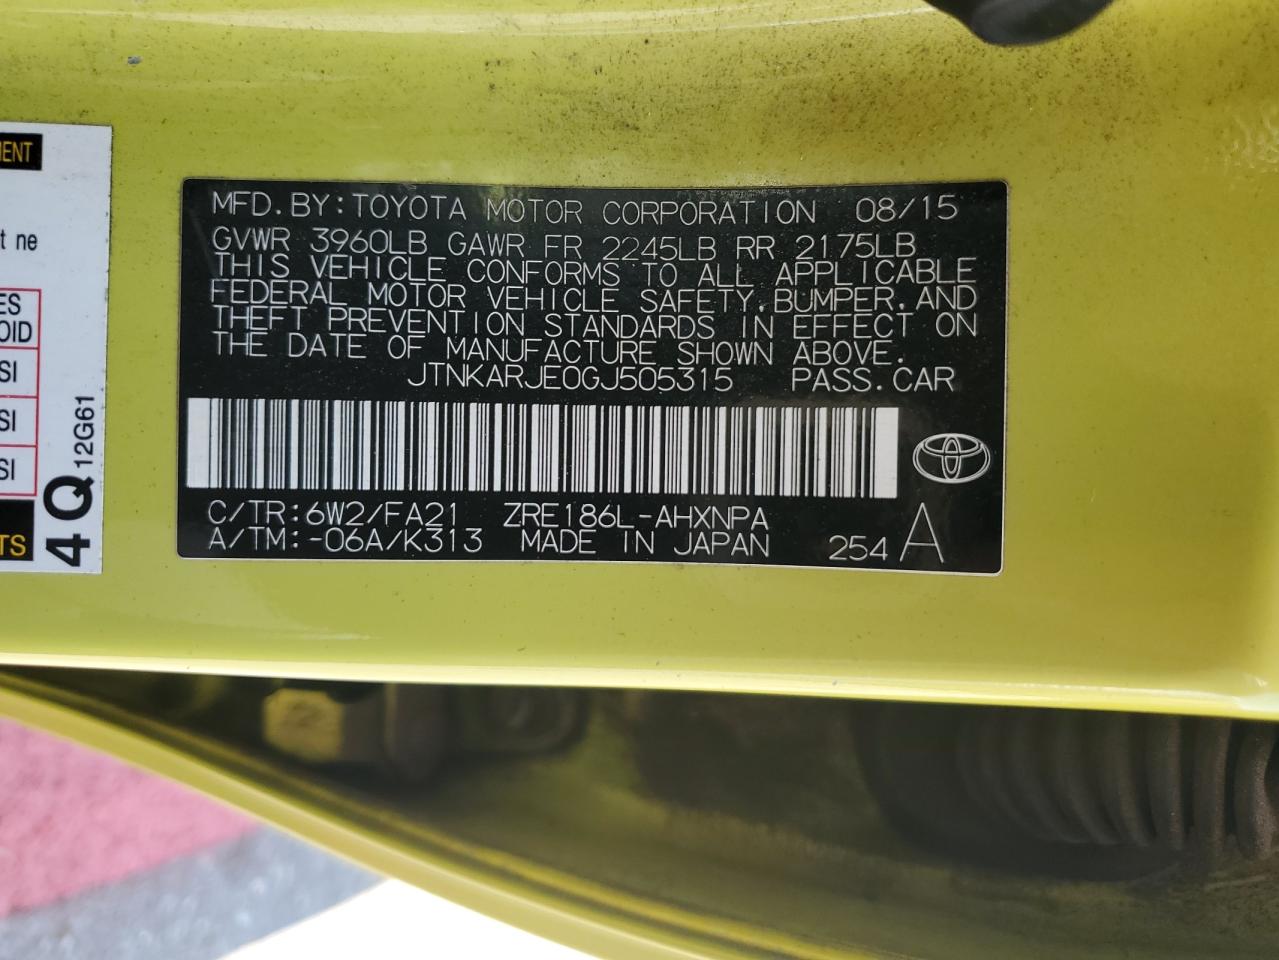 MENT
t ne
ES
OID
SI
SI
SI
TS
4Q 12G61
MFD.BY:TOYOTA MOTOR CORPORATION 08/15
GVWR 3960LB GAWR FR 2245LB RR 2175LB
THIS VEHICLE CONFORMS TO ALL APPLICABLE
FEDERAL MOTOR VEHICLE SAFETY,BUMPER,AND
THEFT PREVENTION STANDARDS IN EFFECT ON
THE DATE OF MANUFACTURE SHOWN ABOVE.
JTNKARJE0GJ505315 PASS.CAR
C/TR:6W2/FA21 ZRE186L-AHXNPA
A/TM:-06A/K313 MADE IN JAPAN 254 A